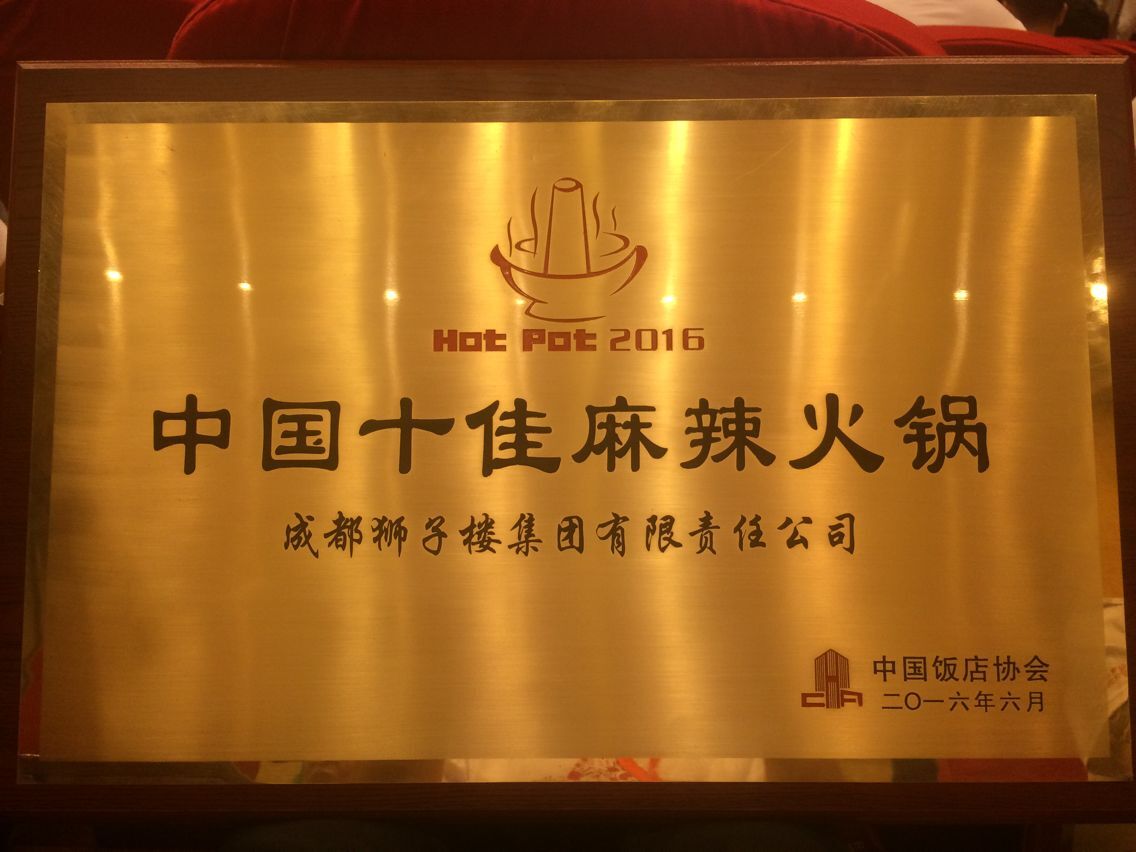 Hot Pot 2016
中国十佳麻辣火锅
成都狮子楼集团有限责任公司
CHA
中国饭店协会
二〇一六年六月